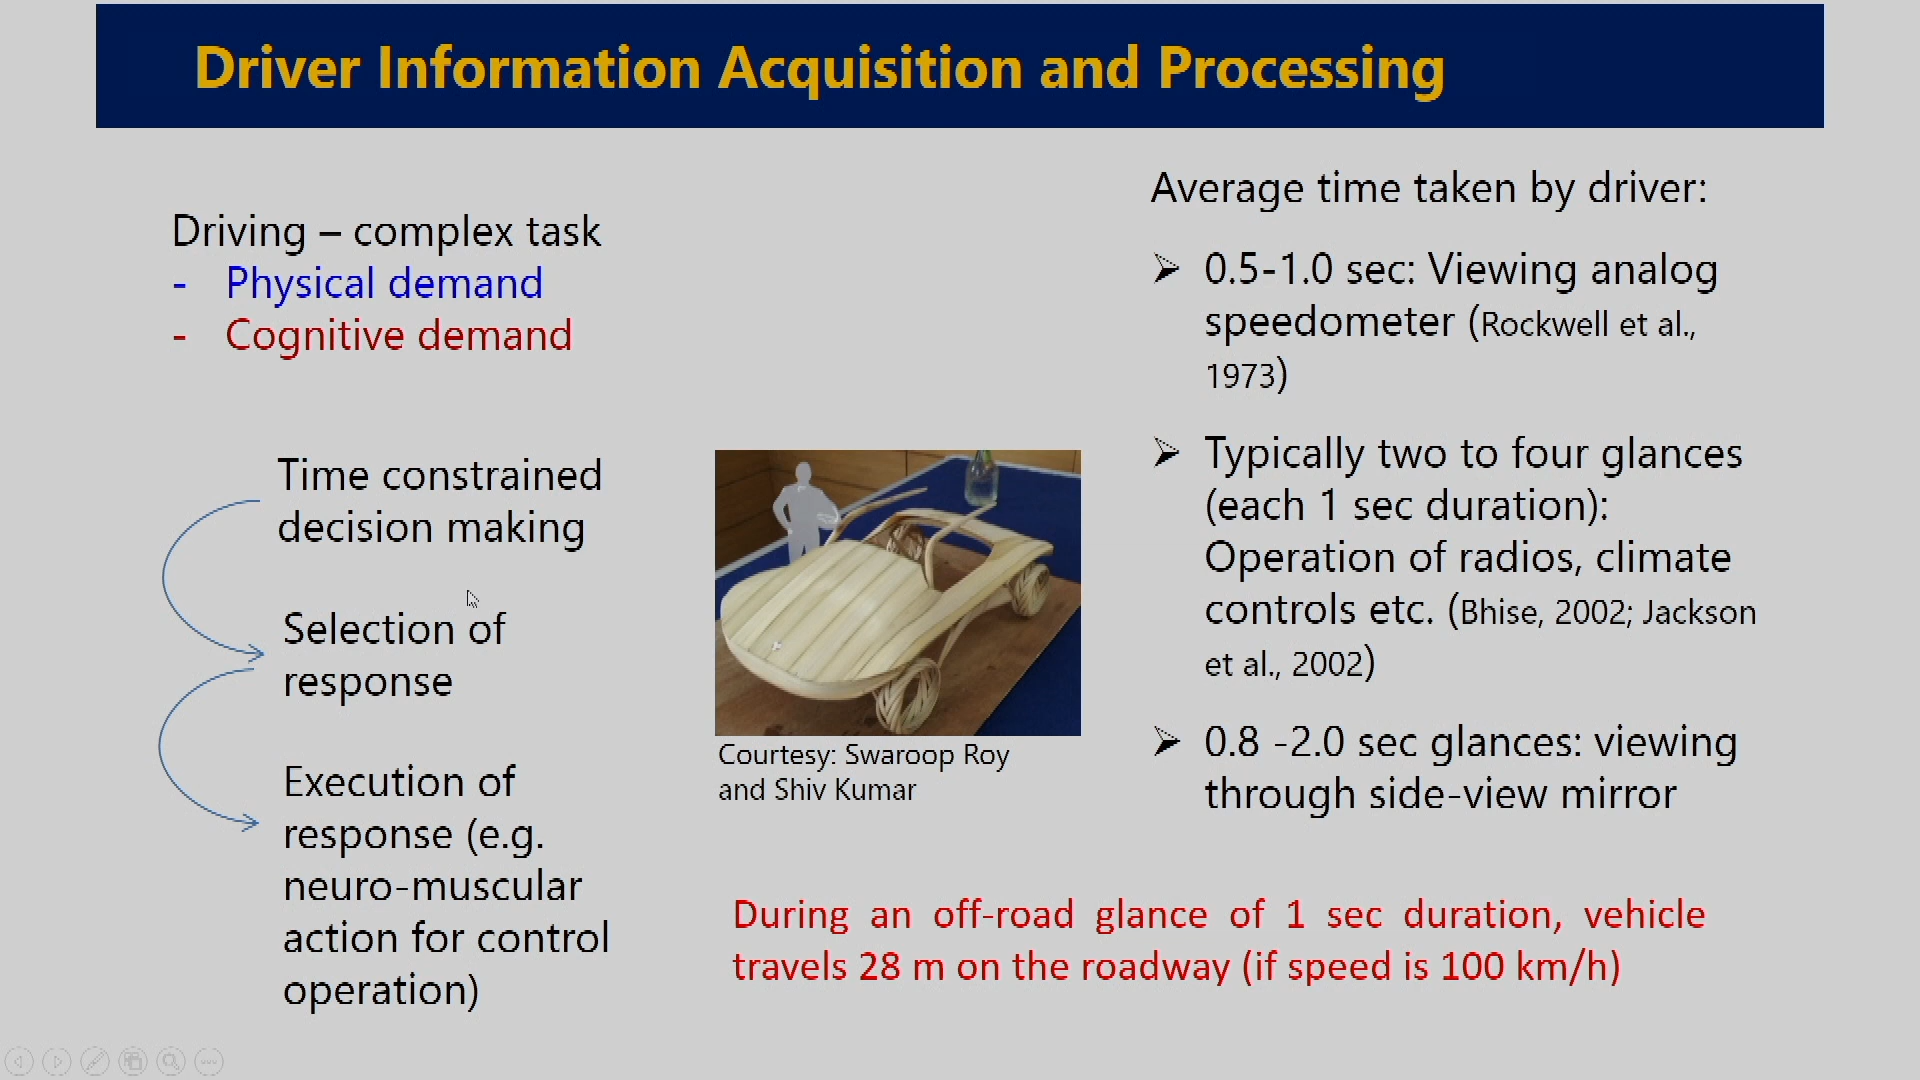 Driver Information Acquisition and Processing
Driving – complex task
- Physical demand
- Cognitive demand
Time constrained
decision making
Selection of
response
Execution of
response (e.g.
neuro-muscular
action for control
operation)
Courtesy: Swaroop Roy
and Shiv Kumar
Average time taken by driver:
➢ 0.5-1.0 sec: Viewing analog
speedometer (Rockwell et al.,
1973)
➢ Typically two to four glances
(each 1 sec duration):
Operation of radios, climate
controls etc. (Bhise, 2002; Jackson
et al., 2002)
➢ 0.8 -2.0 sec glances: viewing
through side-view mirror
During an off-road glance of 1 sec duration, vehicle
travels 28 m on the roadway (if speed is 100 km/h)